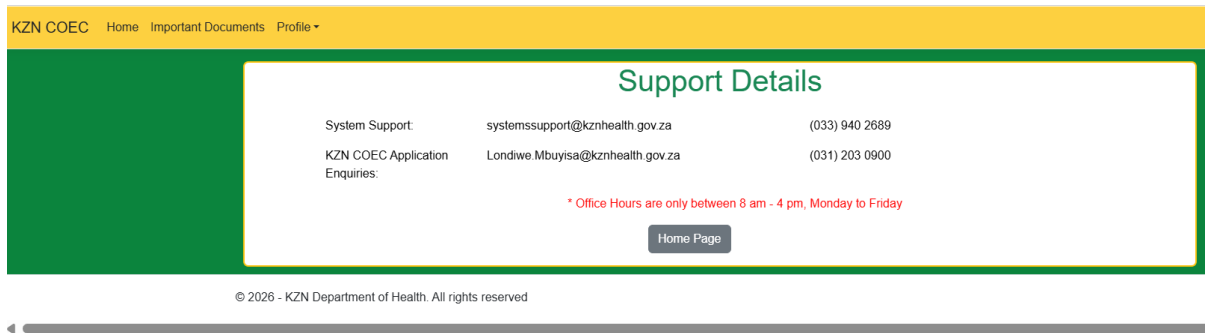 KZN COEC Home Important Documents Profile
Support Details
System Support: systemssupport@kznhealth.gov.za (033) 940 2689
KZN COEC Application Londiwe.Mbuyisa@kznhealth.gov.za (031) 203 0900
Enquiries:
* Office Hours are only between 8 am - 4 pm, Monday to Friday
Home Page
© 2026 - KZN Department of Health. All rights reserved